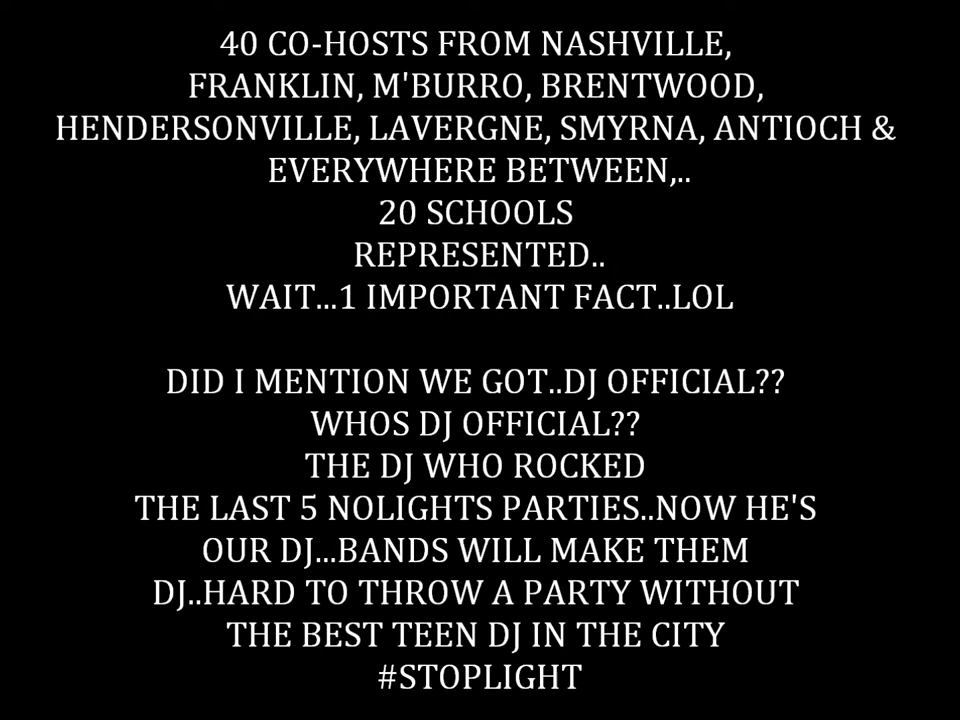 40 CO-HOSTS FROM NASHVILLE,
FRANKLIN, M'BURRO, BRENTWOOD,
HENDERSONVILLE, LAVERGNE, SMYRNA, ANTIOCH &
EVERYWHERE BETWEEN,..
20 SCHOOLS
REPRESENTED..
WAIT...1 IMPORTANT FACT..LOL
DID I MENTION WE GOT..DJ OFFICIAL??
WHOS DJ OFFICIAL??
THE DJ WHO ROCKED
THE LAST 5 NOLIGHTS PARTIES..NOW HE'S
OUR DJ...BANDS WILL MAKE THEM
DJ..HARD TO THROW A PARTY WITHOUT
THE BEST TEEN DJ IN THE CITY
#STOPLIGHT